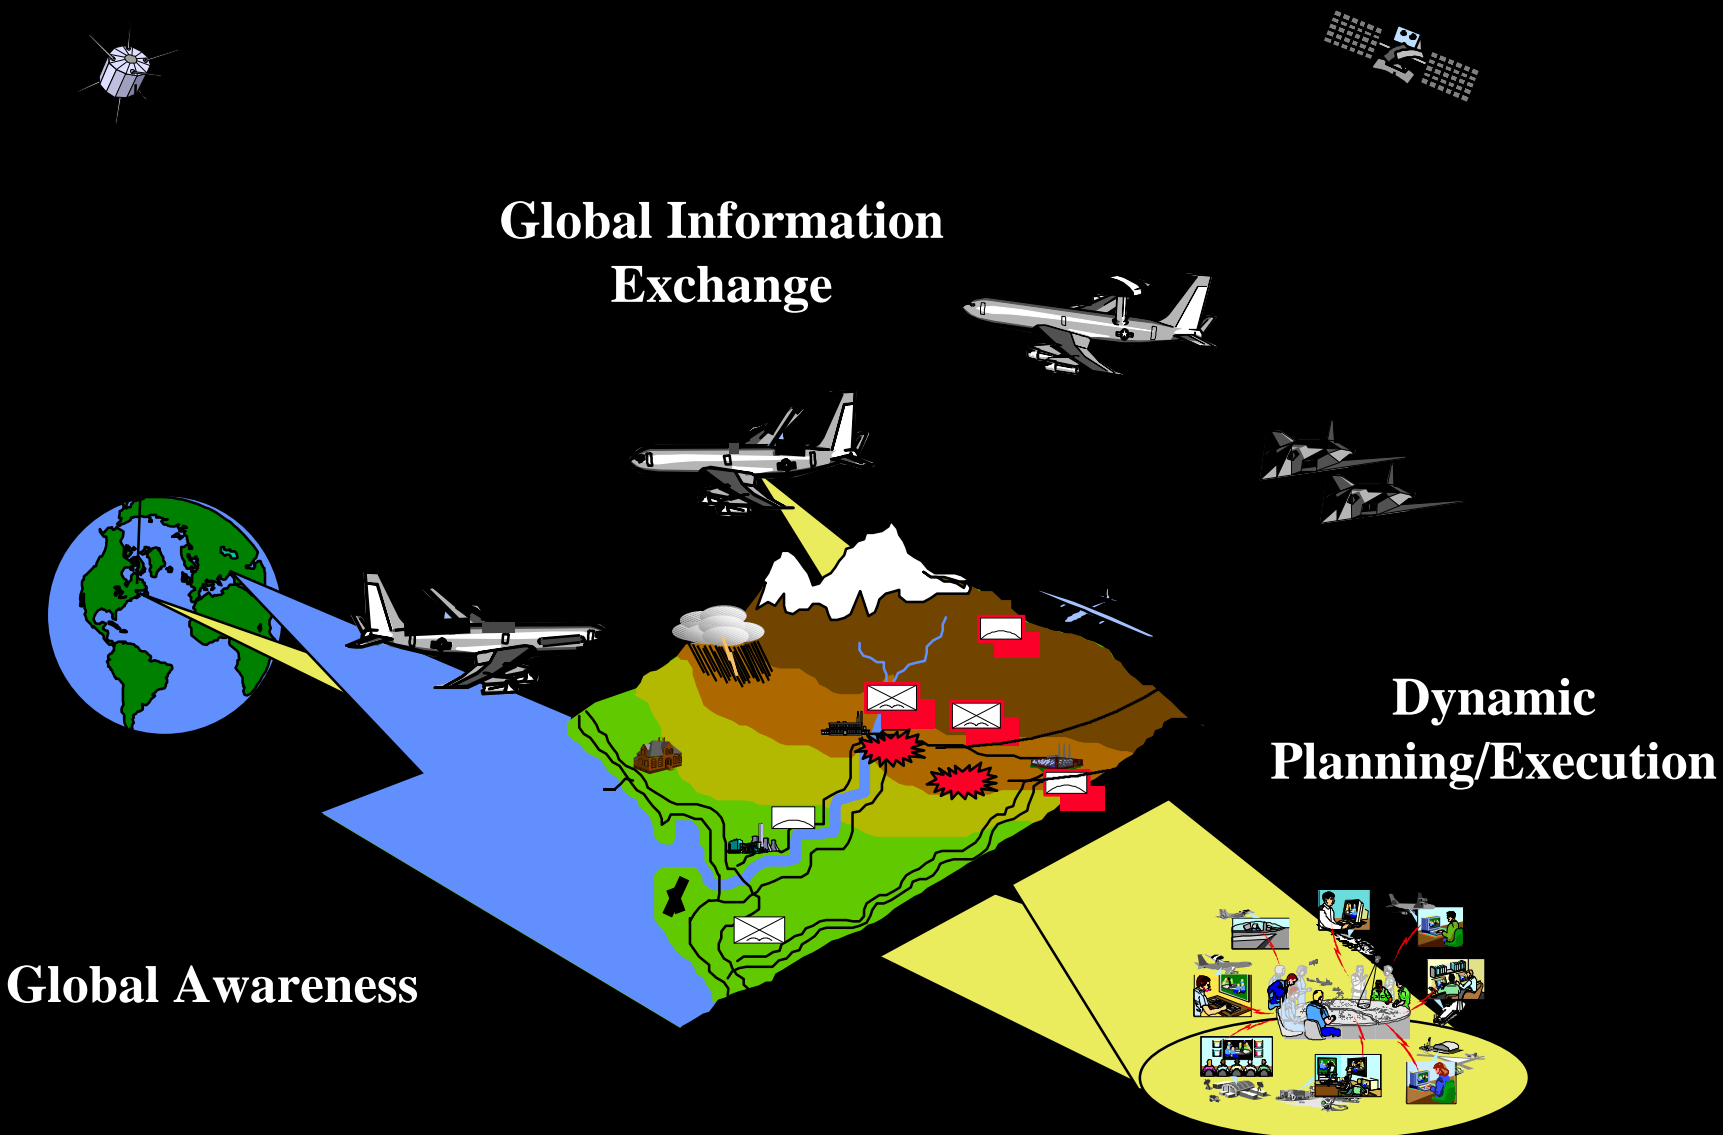 Global Information
Exchange
Dynamic
Planning/Execution
Global Awareness